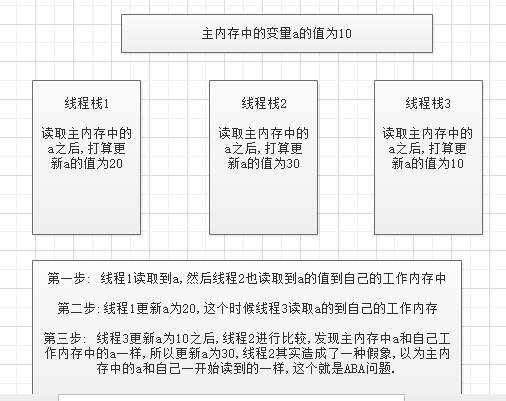 主内存中的变量a的值为10
线程栈1
读取主内存中的
a之后,打算更
新a的值为20
线程栈2
读取主内存中的
a之后,打算更
新a的值为30
线程栈3
读取主内存中的
a之后,打算更
新a的值为10
第一步: 线程1读取到a,然后线程2也读取到a的值到自己的工作内存中
第二步:线程1更新a为20,这个时候线程3读取a的到自己的工作内存
第三步: 线程3更新a为10之后,线程2进行比较,发现主内存中a和自己工
作内存中的a一样,所以更新a为30,线程2其实造成了一种假象,以为主内
存中的a和自己一开始读到的一样,这个就是ABA问题.